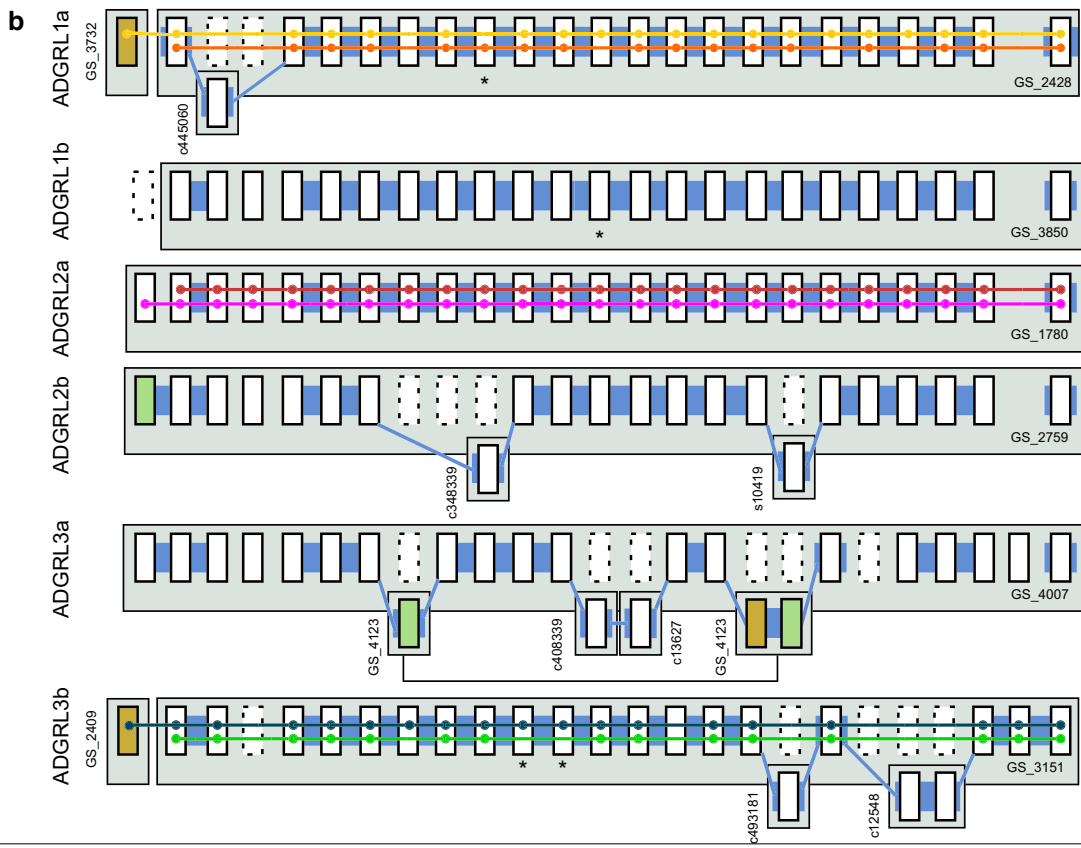 b
ADGRL1a
GS_3732
GS_2428
*
c445060
ADGRL1b
GS_3850
*
ADGRL2a
GS_1780
ADGRL2b
GS_2759
c348339
s10419
ADGRL3a
GS_4007
GS_4123
c408339
c13627
GS_4123
ADGRL3b
GS_2409
GS_3151
* *
c493181
c12548